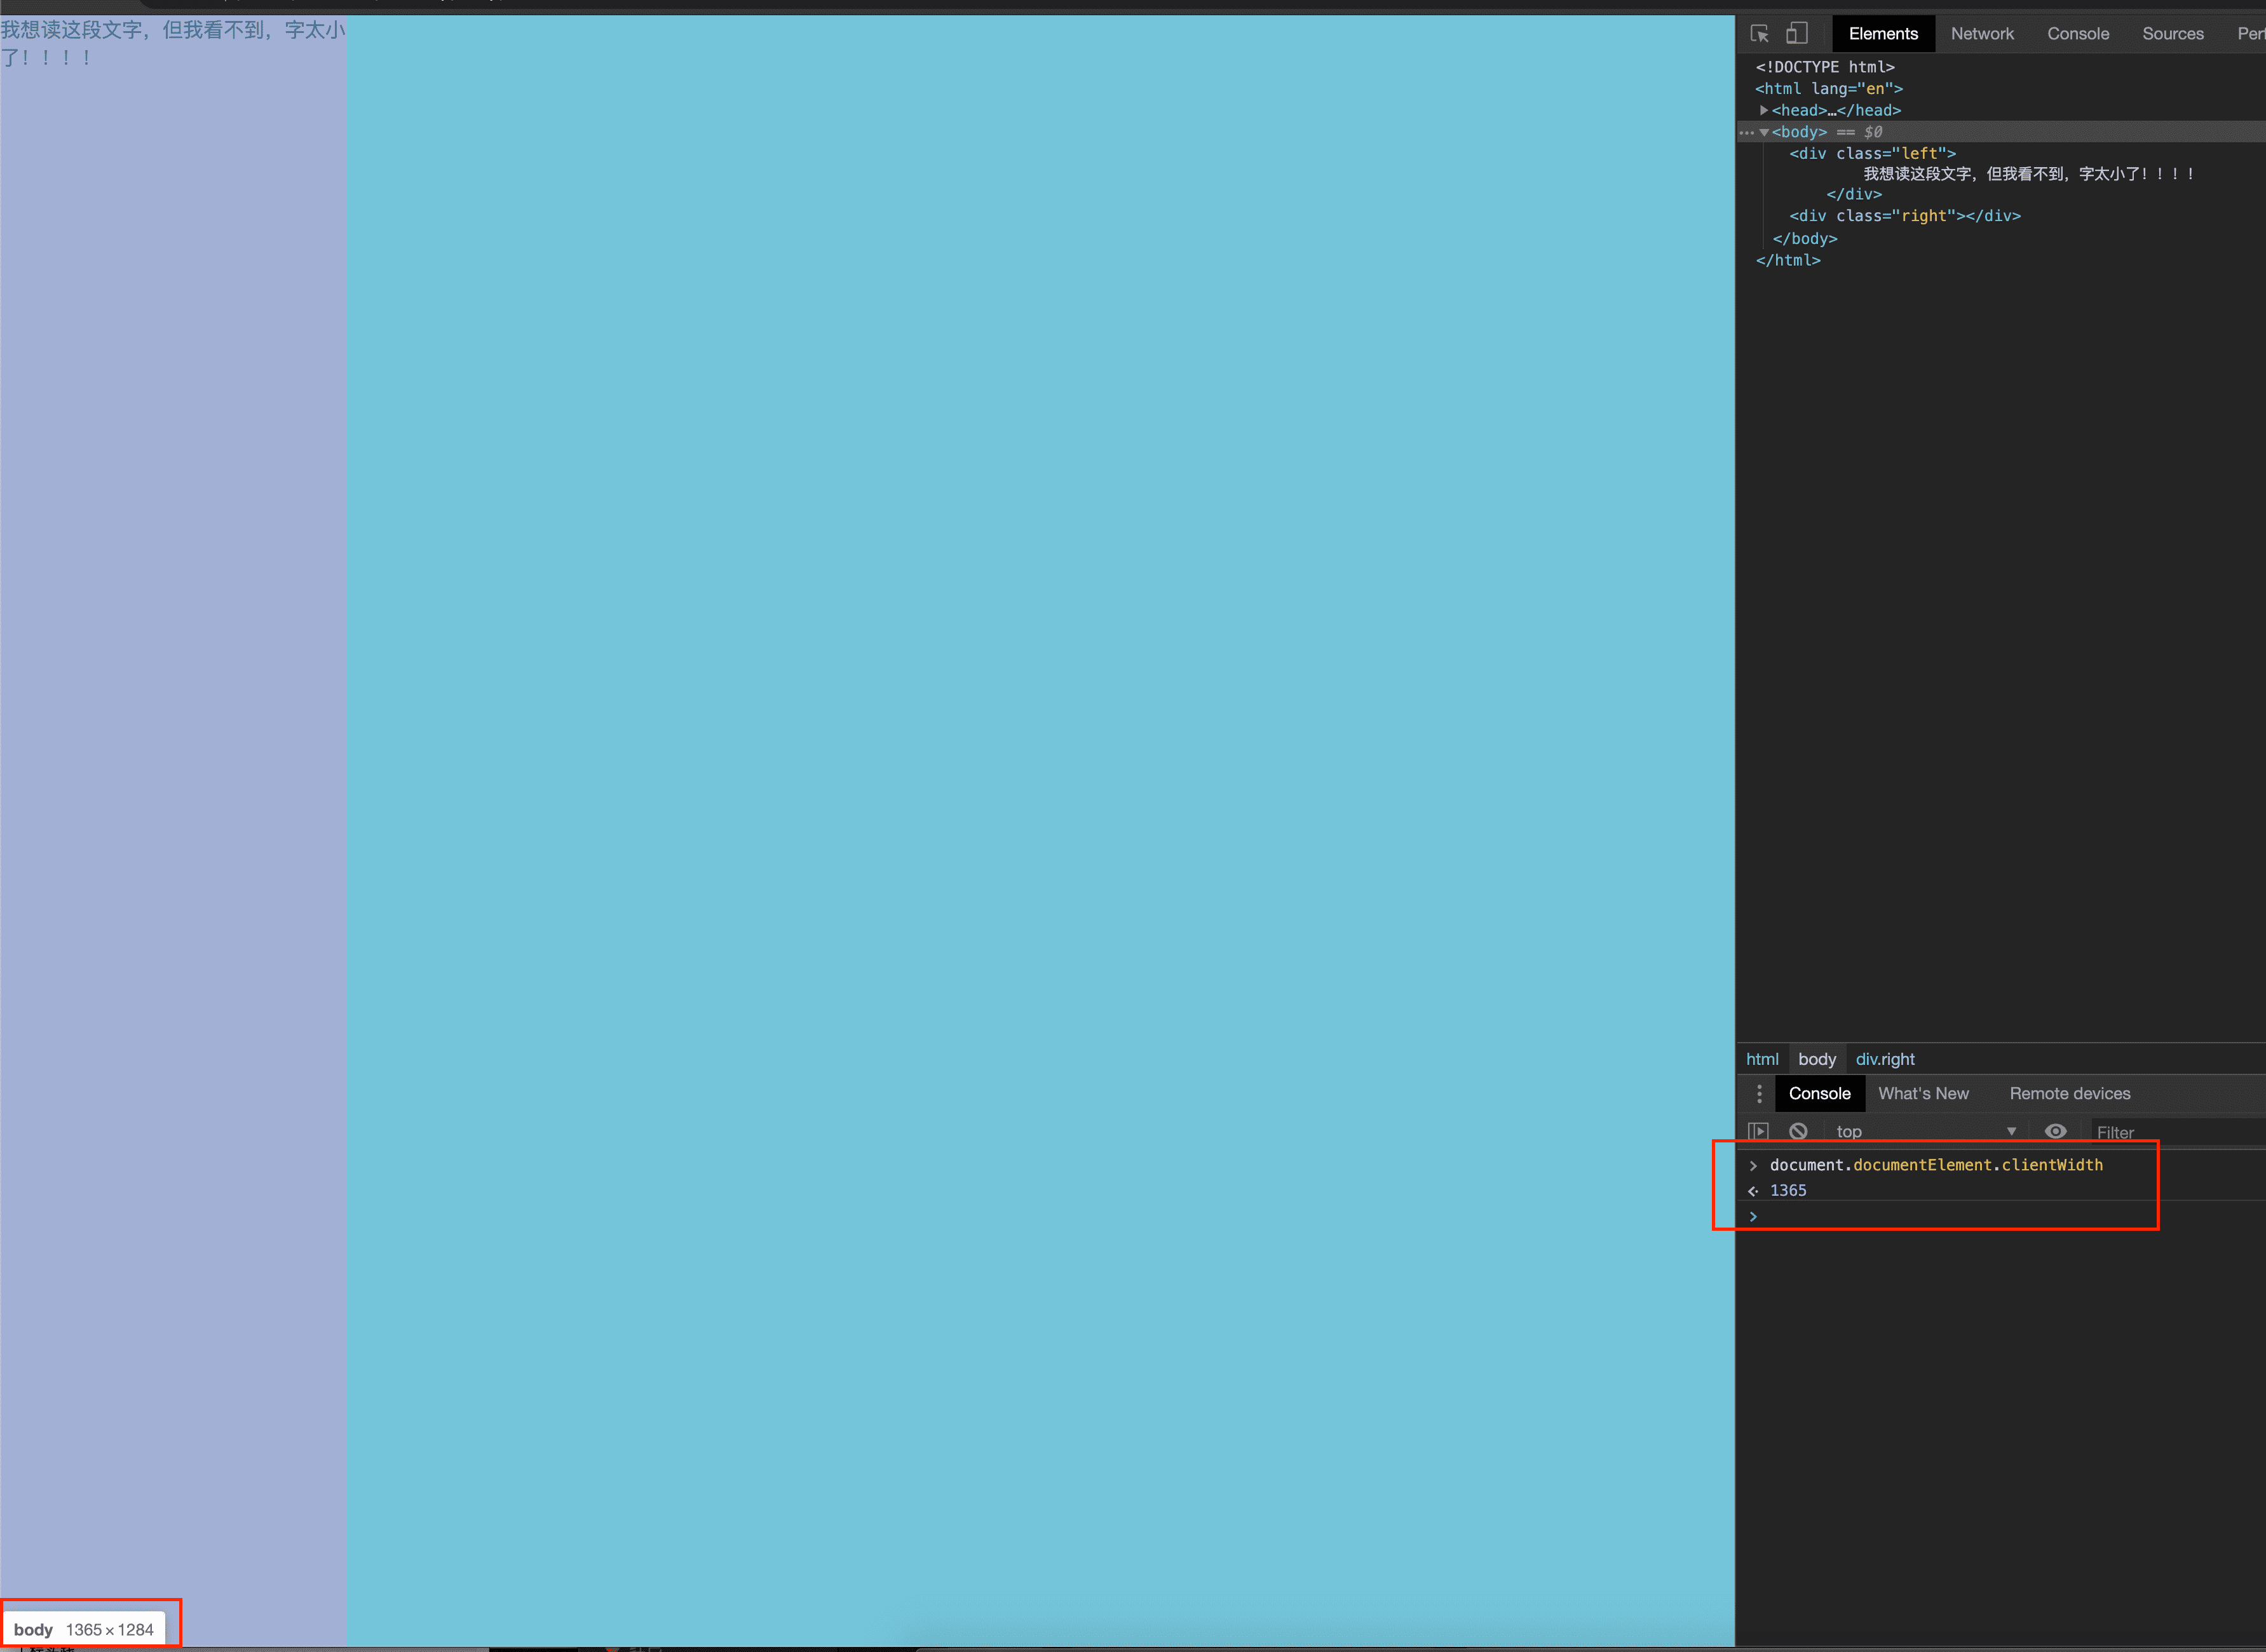 我想读这段文字，但我看不到，字太小
了！！！！
Elements Network Console Sources Per
<!DOCTYPE html>
<html lang="en">
<head>…</head>
<body> == $0
<div class="left">
我想读这段文字，但我看不到，字太小了！！！！
</div>
<div class="right"></div>
</body>
</html>
html body div.right
Console What's New Remote devices
top Filter
document.documentElement.clientWidth
1365
body 1365×1284